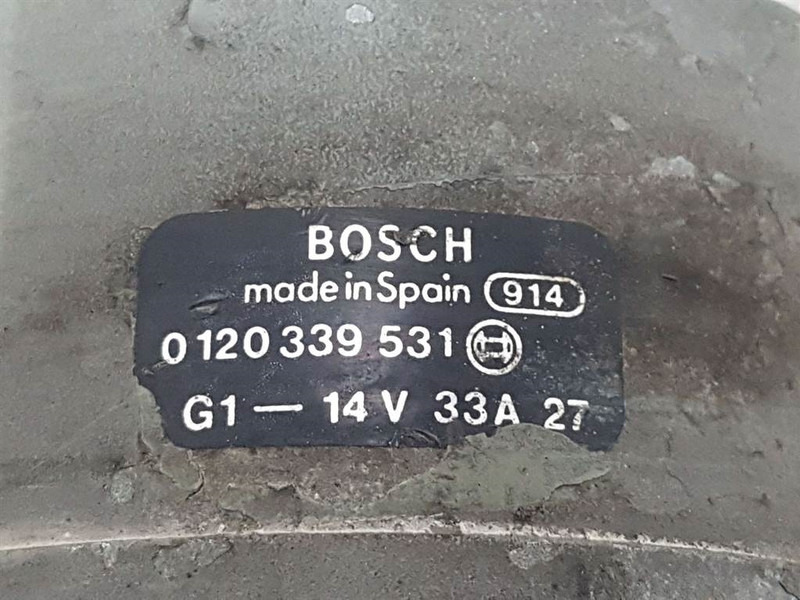 BOSCH
made in Spain 914
0 120 339 531
G1 — 14 V 33A 27